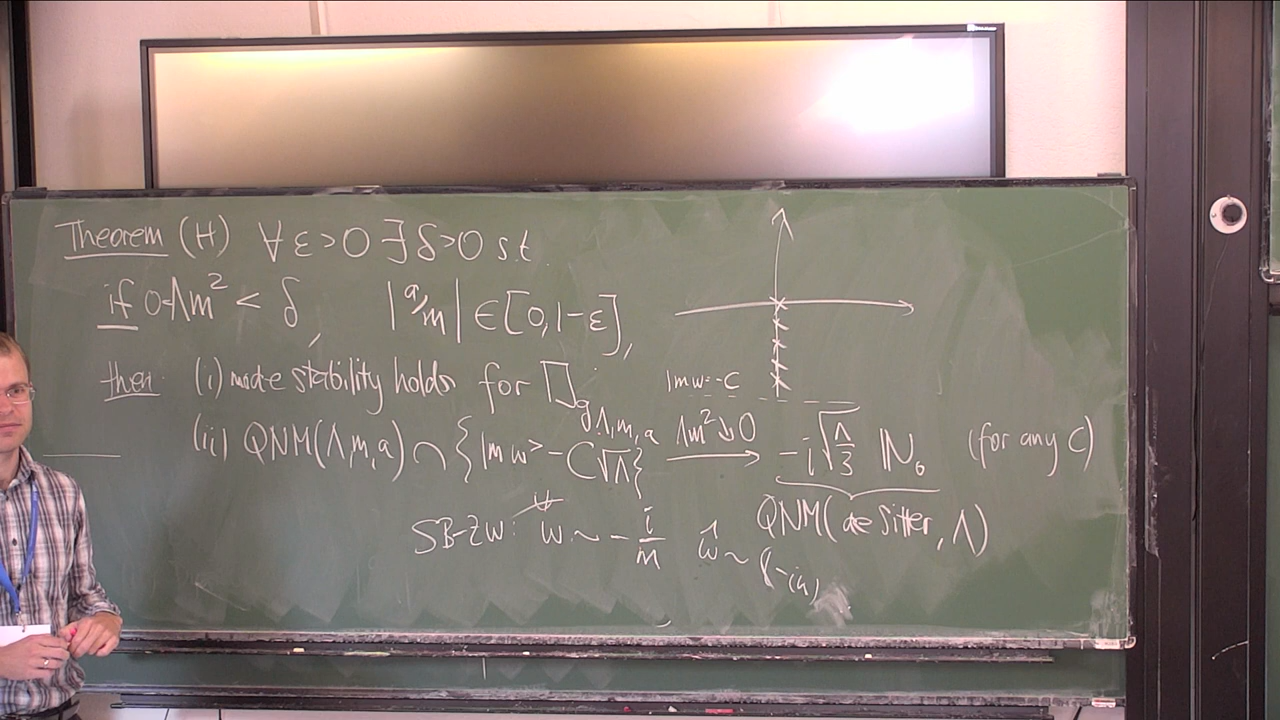 Theorem (H) ∀ ε>0 ∃ δ>0 s.t.
if 0<Λm² < δ, |a/m| ∈ [0,1-ε],
then (i) mode stability holds for □_{g_{Λ,m,a}}
Im ω=-C
(ii) QNM(Λ,m,a) ∩ {Im ω > -C√Λ} →^{Λm²↓0} -i√(Λ/3) ℕ₀ (for any C)
QNM(de Sitter, Λ)
SB-Zw: ω ~ -i/m